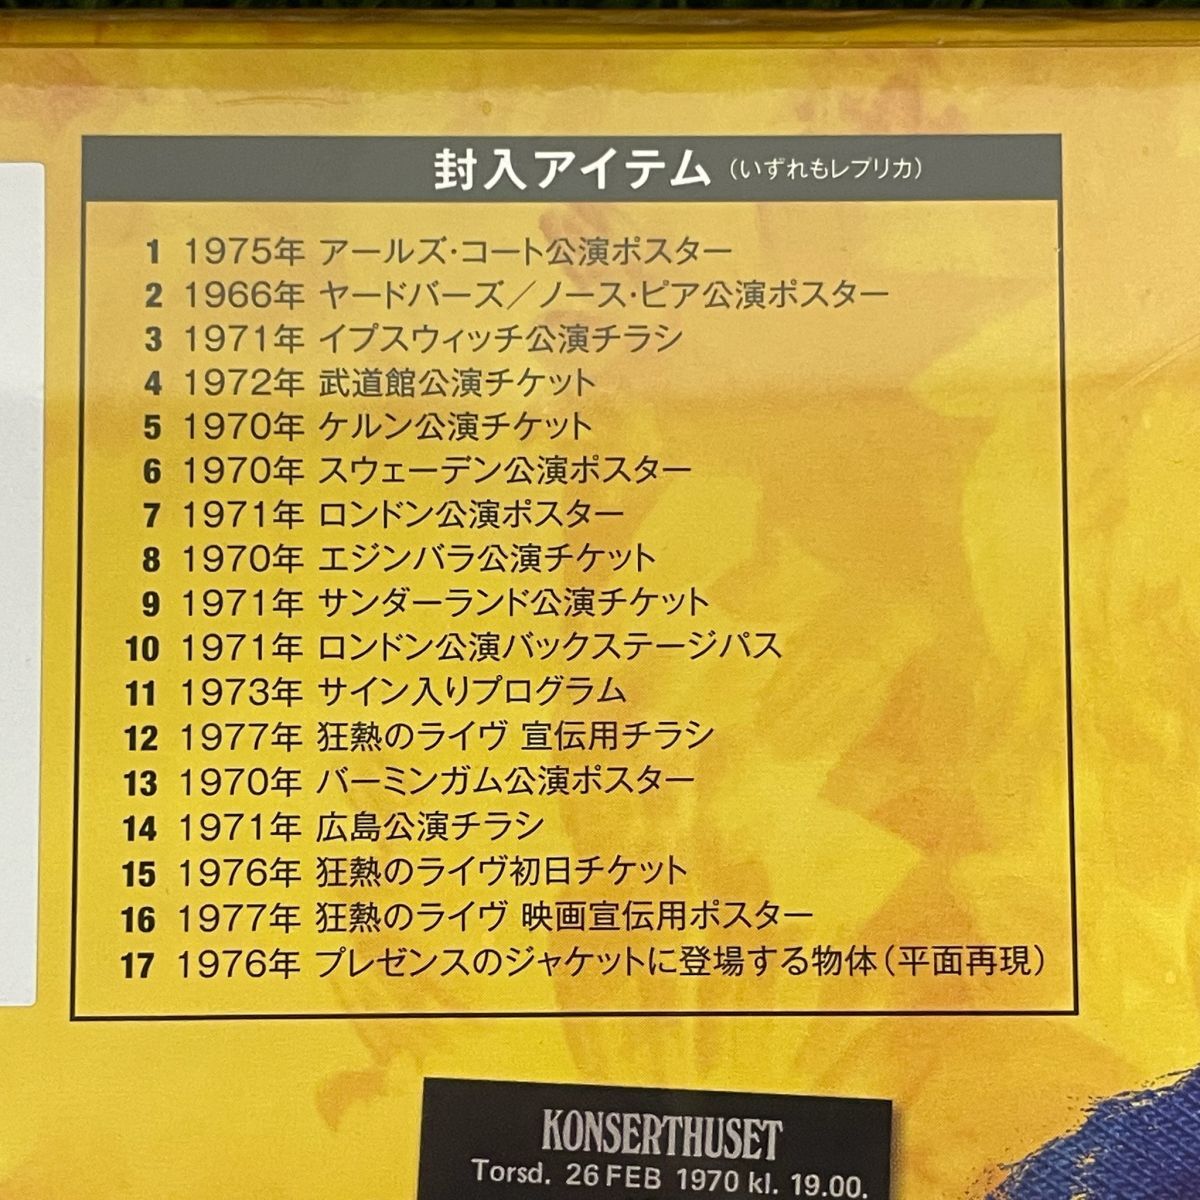 封入アイテム（いずれもレプリカ）
1 1975年 アールズ・コート公演ポスター
2 1966年 ヤードバーズ／ノース・ピア公演ポスター
3 1971年 イプスウィッチ公演チラシ
4 1972年 武道館公演チケット
5 1970年 ケルン公演チケット
6 1970年 スウェーデン公演ポスター
7 1971年 ロンドン公演ポスター
8 1970年 エジンバラ公演チケット
9 1971年 サンダーランド公演チケット
10 1971年 ロンドン公演バックステージパス
11 1973年 サイン入りプログラム
12 1977年 狂熱のライヴ 宣伝用チラシ
13 1970年 バーミンガム公演ポスター
14 1971年 広島公演チラシ
15 1976年 狂熱のライヴ初日チケット
16 1977年 狂熱のライヴ 映画宣伝用ポスター
17 1976年 プレゼンスのジャケットに登場する物体（平面再現）
KONSERTHUSET
Torsd. 26 FEB 1970 kl. 19.00.